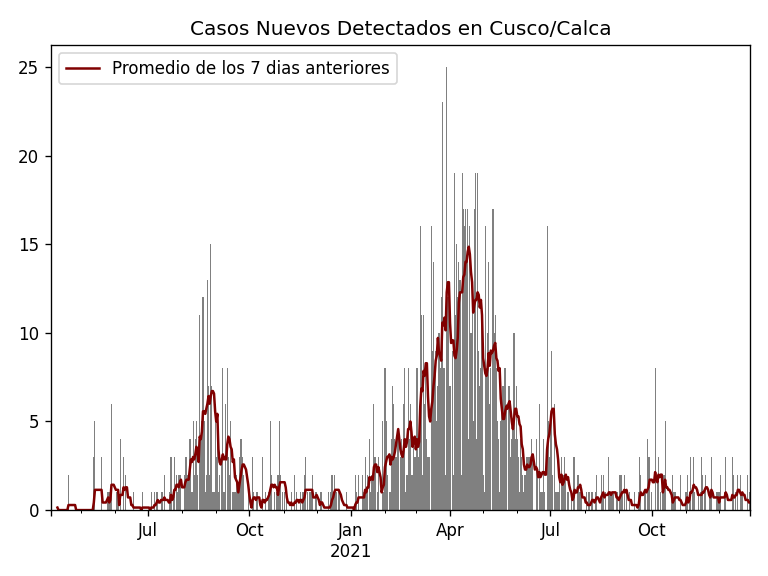 Casos Nuevos Detectados en Cusco/Calca
Promedio de los 7 dias anteriores
25
20
15
10
5
0
Jul
Oct
Jan
2021
Apr
Jul
Oct